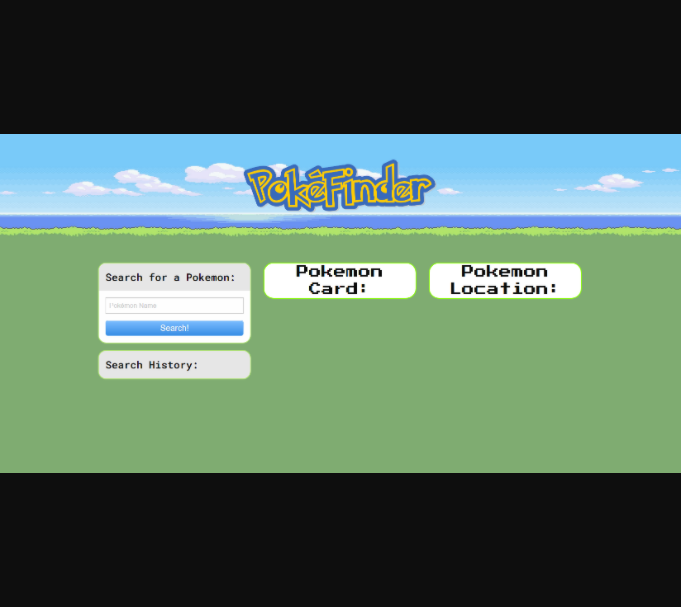 PokéFinder
Search for a Pokemon:
Pokemon Name
Search!
Search History:
Pokemon
Card:
Pokemon
Location: